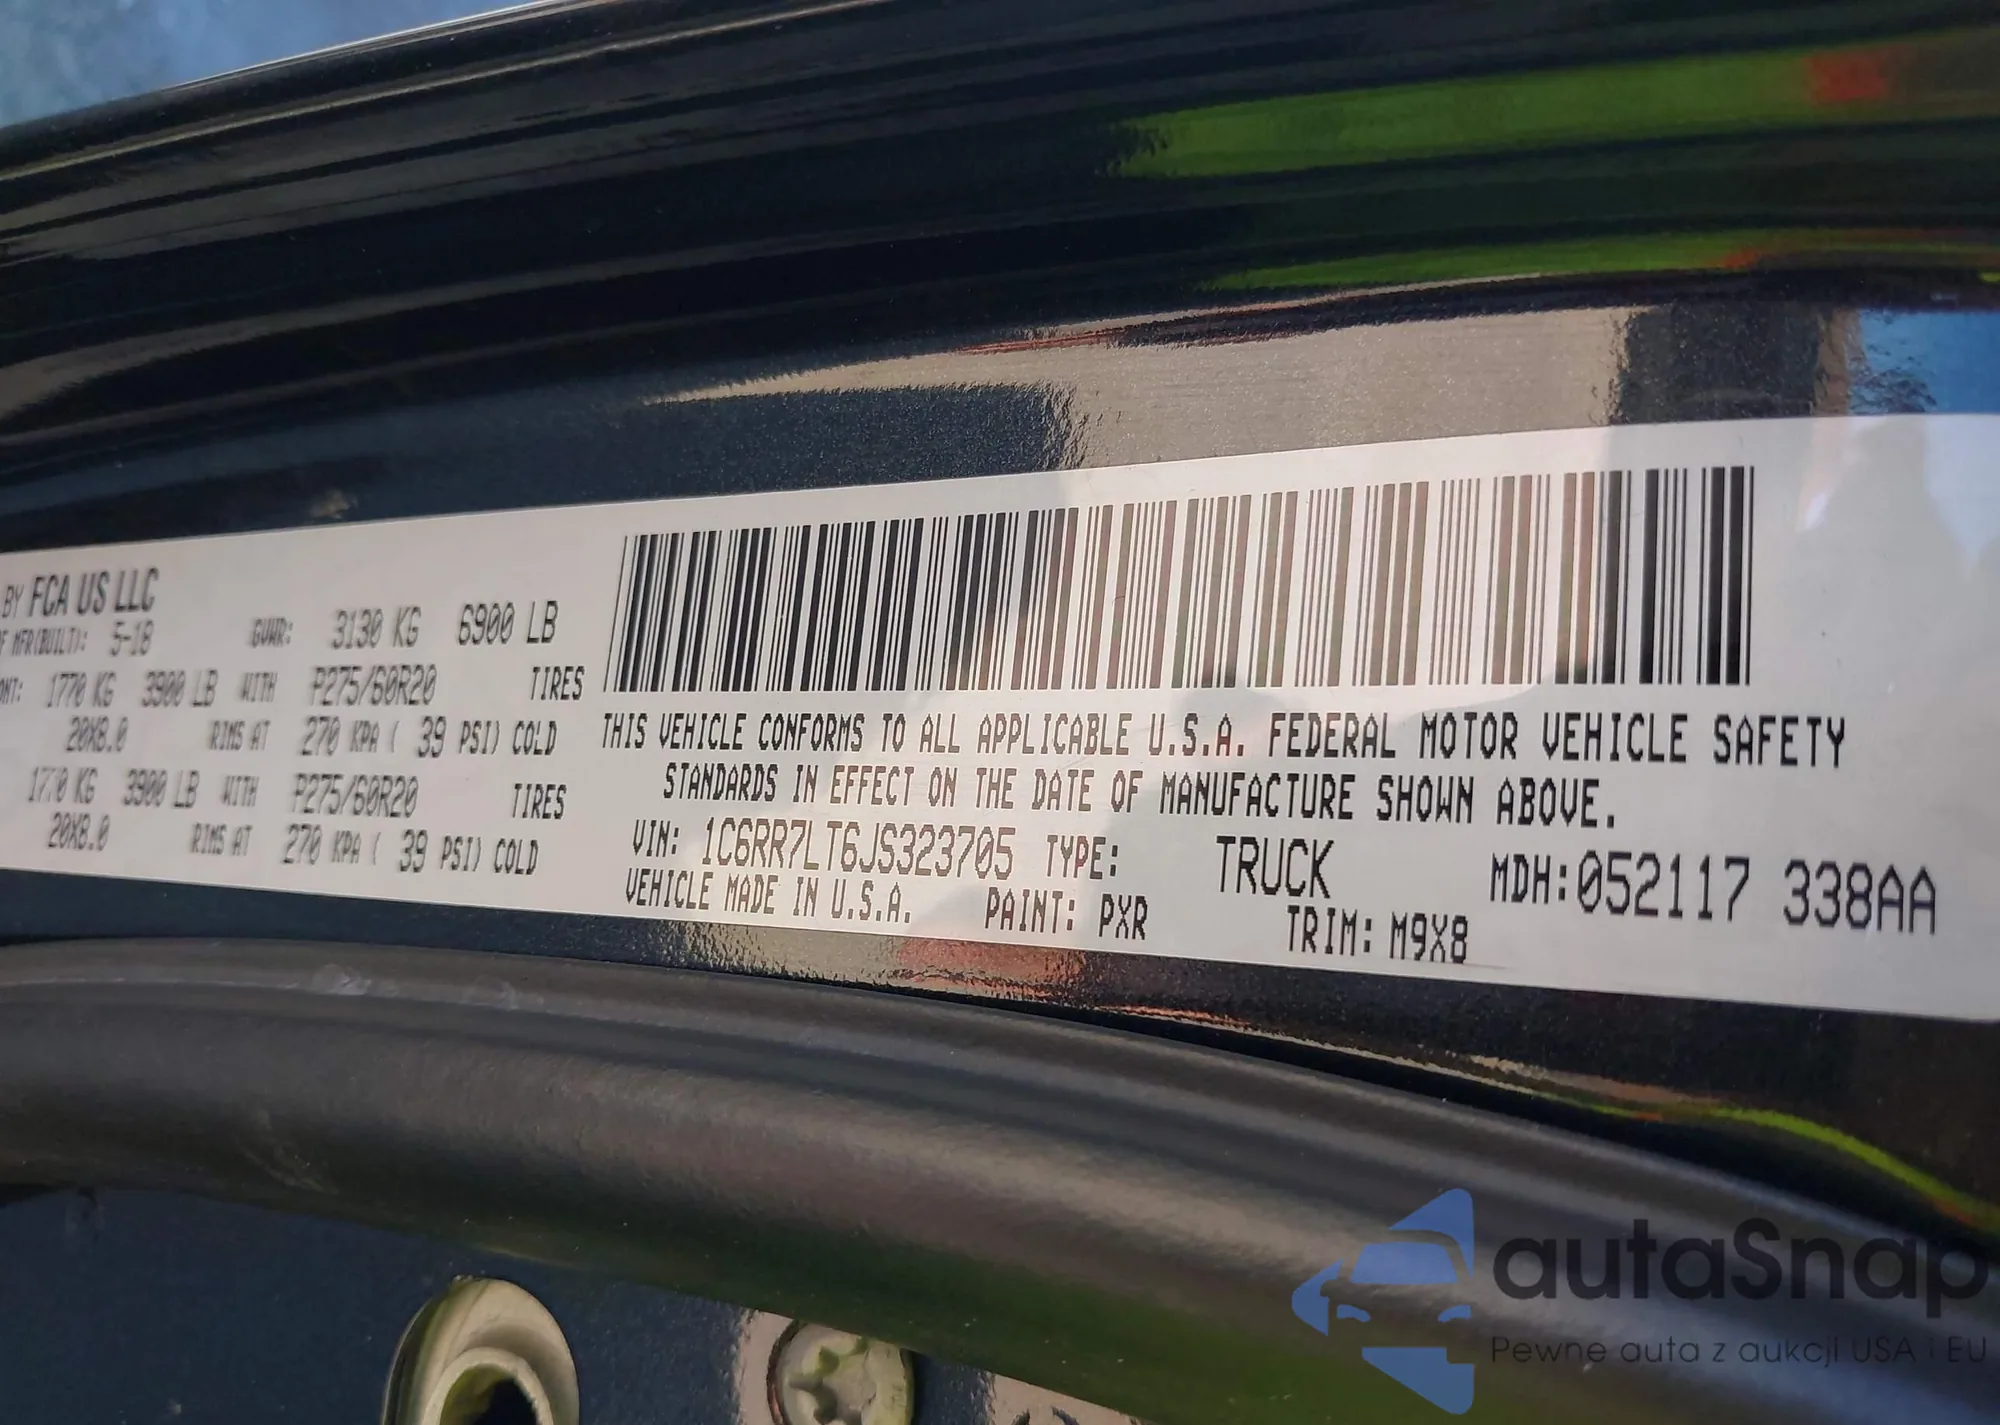 BY FCA US LLC
F MFR(BUILT): 5-18 GVWR: 3130 KG 6900 LB
ONT: 1770 KG 3900 LB WITH P275/60R20 TIRES
20X8.0 RIMS AT 270 KPA ( 39 PSI) COLD
1770 KG 3900 LB WITH P275/60R20 TIRES
20X8.0 RIMS AT 270 KPA ( 39 PSI) COLD
THIS VEHICLE CONFORMS TO ALL APPLICABLE U.S.A. FEDERAL MOTOR VEHICLE SAFETY
STANDARDS IN EFFECT ON THE DATE OF MANUFACTURE SHOWN ABOVE.
VIN: 1C6RR7LT6JS323705 TYPE: TRUCK MDH:052117 338AA
VEHICLE MADE IN U.S.A. PAINT: PXR TRIM: M9X8
autaSnap
Pewne auta z aukcji USA i EU